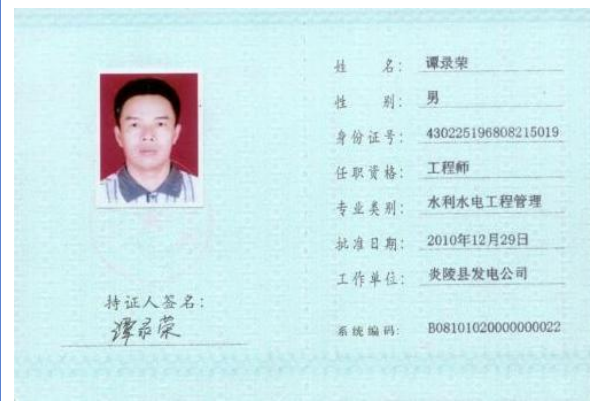 姓 名: 谭录荣
性 别: 男
身份证号: 430225196808215019
任职资格: 工程师
专业类别: 水利水电工程管理
批准日期: 2010年12月29日
工作单位: 炎陵县发电公司
系统编码: B08101020000000022
持证人签名:
谭录荣